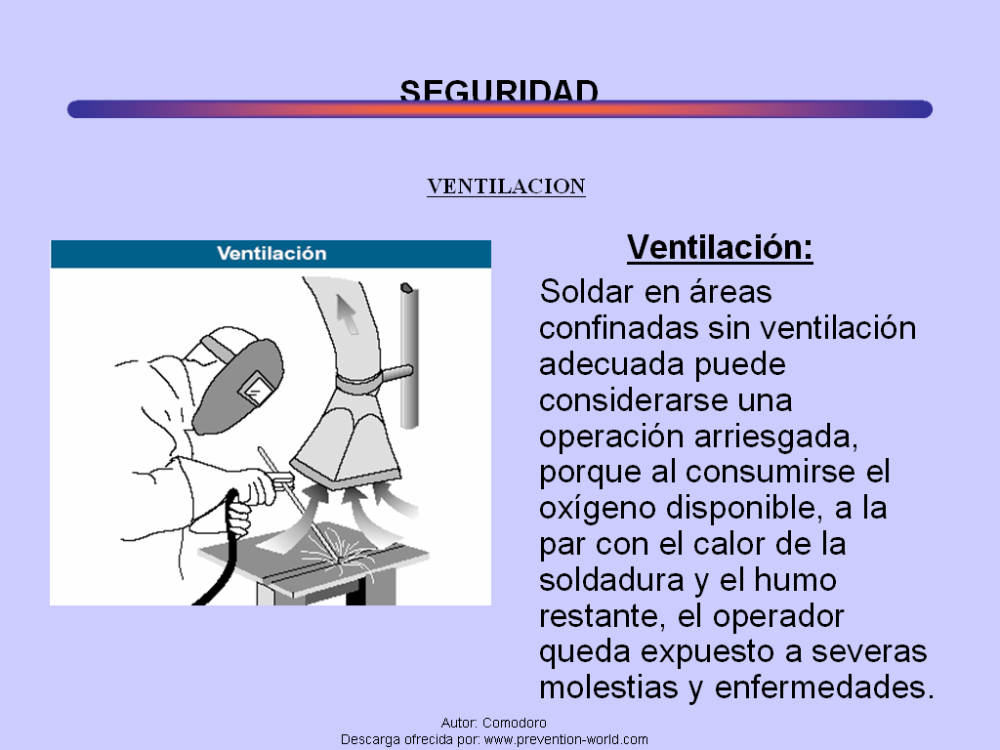 SEGURIDAD
VENTILACION
Ventilación
Ventilación:
Soldar en áreas
confinadas sin ventilación
adecuada puede
considerarse una
operación arriesgada,
porque al consumirse el
oxígeno disponible, a la
par con el calor de la
soldadura y el humo
restante, el operador
queda expuesto a severas
molestias y enfermedades.
Autor: Comodoro
Descarga ofrecida por: www.prevention-world.com